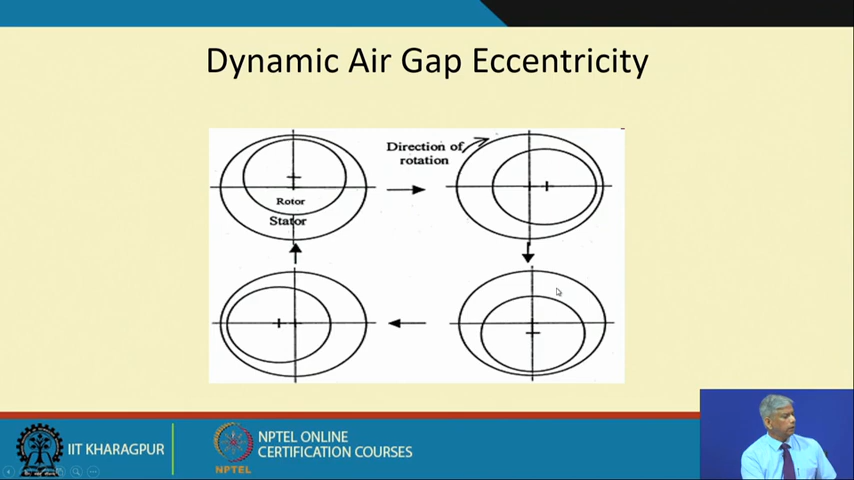 Dynamic Air Gap Eccentricity
Direction of
rotation
Rotor
Stator
IIT KHARAGPUR
NPTEL
NPTEL ONLINE
CERTIFICATION COURSES